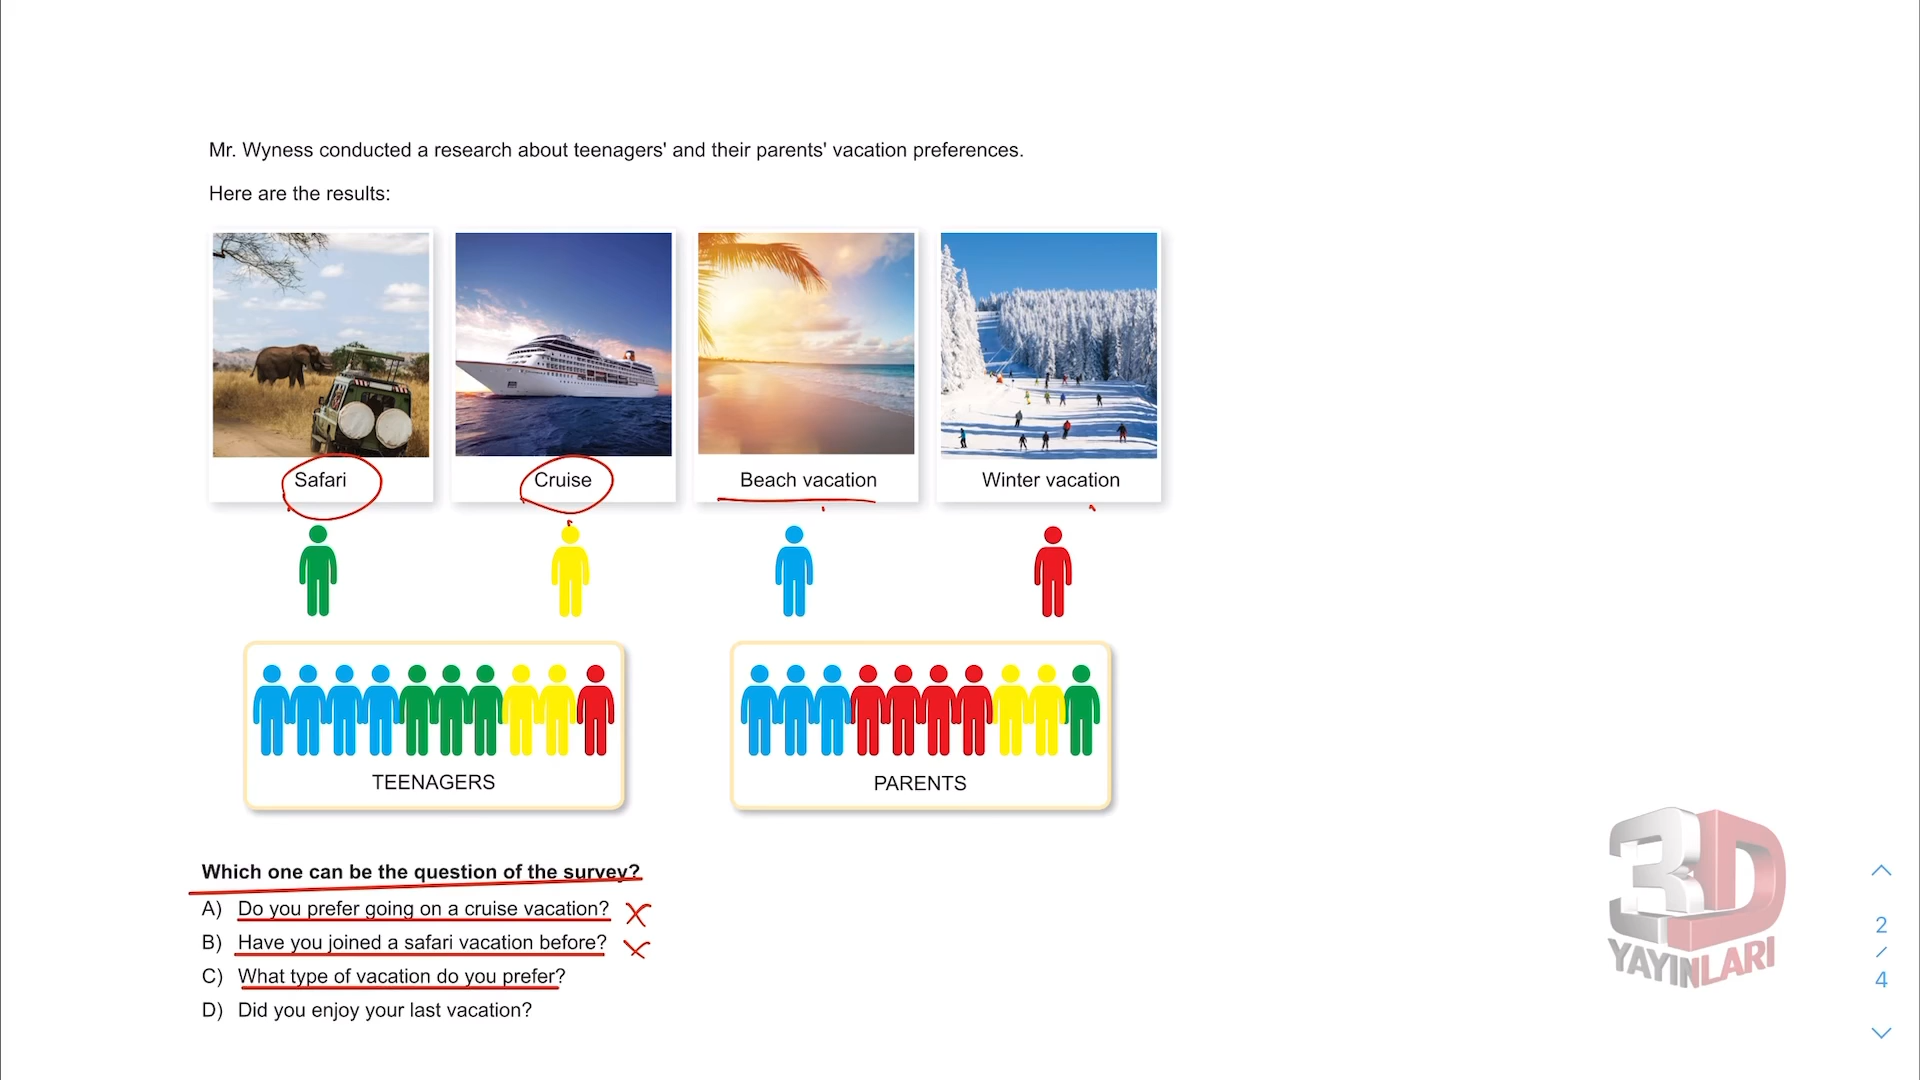 Mr. Wyness conducted a research about teenagers' and their parents' vacation preferences.
Here are the results:
Safari
Cruise
Beach vacation
Winter vacation
TEENAGERS
PARENTS
Which one can be the question of the survey?
A) Do you prefer going on a cruise vacation?
B) Have you joined a safari vacation before?
C) What type of vacation do you prefer?
D) Did you enjoy your last vacation?
3D
YAYINLARI
2
/
4